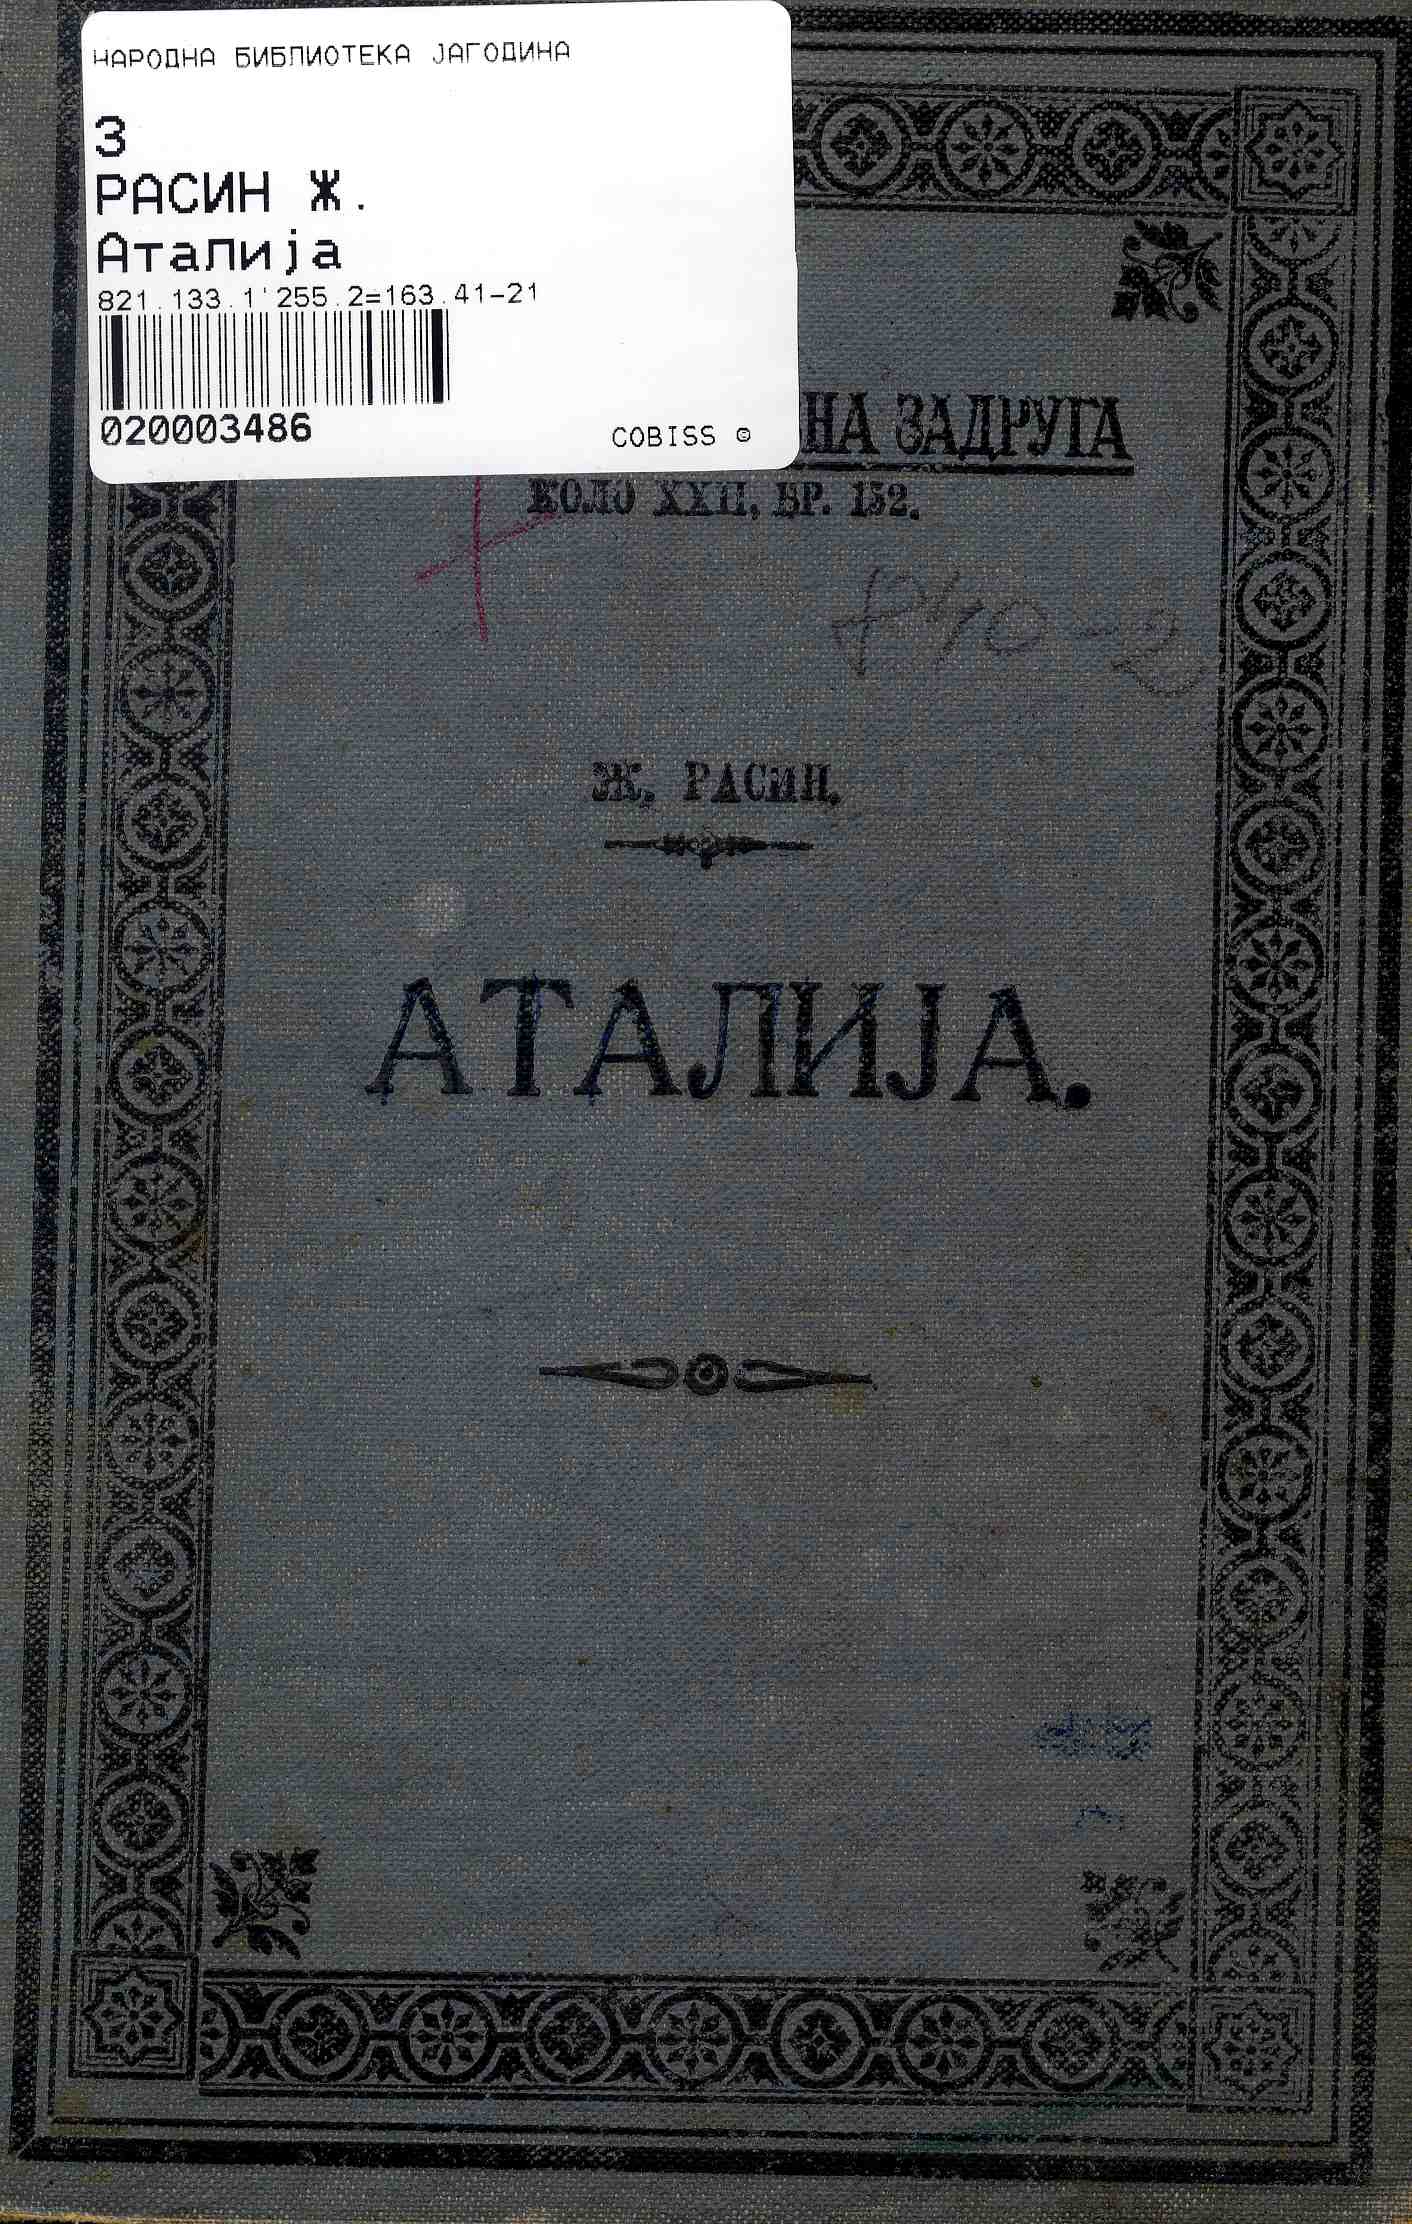 НАРОДНА БИБЛИОТЕКА ЈАГОДИНА
3
РАСИН Ж.
Аталија
821.133.1'255.2=163.41-21
020003486
COBISS ©
НА ЗАДРУГА
КОЛО XXII, БР. 152.
Ж. РАСИН.
АТАЛИЈА.